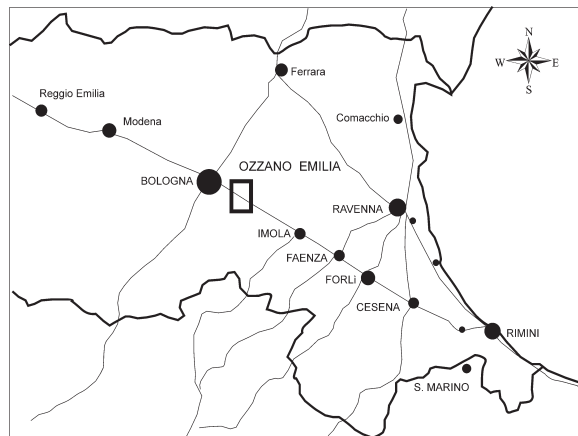 N
W E
S
Ferrara
Reggio Emilia
Modena
Comacchio
OZZANO EMILIA
BOLOGNA
RAVENNA
IMOLA
FAENZA
FORLì
CESENA
RIMINI
S. MARINO